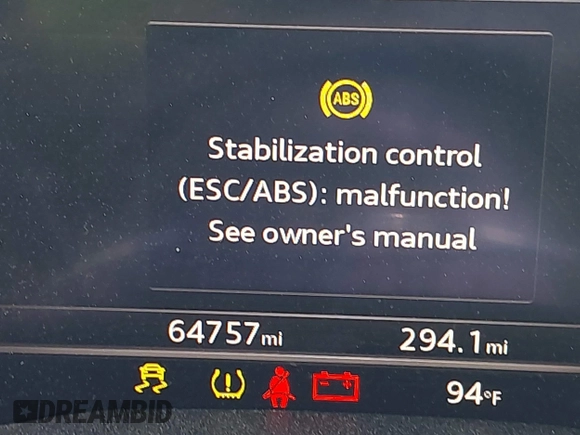 ABS
Stabilization control
(ESC/ABS): malfunction!
See owner's manual
64757mi 294.1mi
94°F
DREAMBID